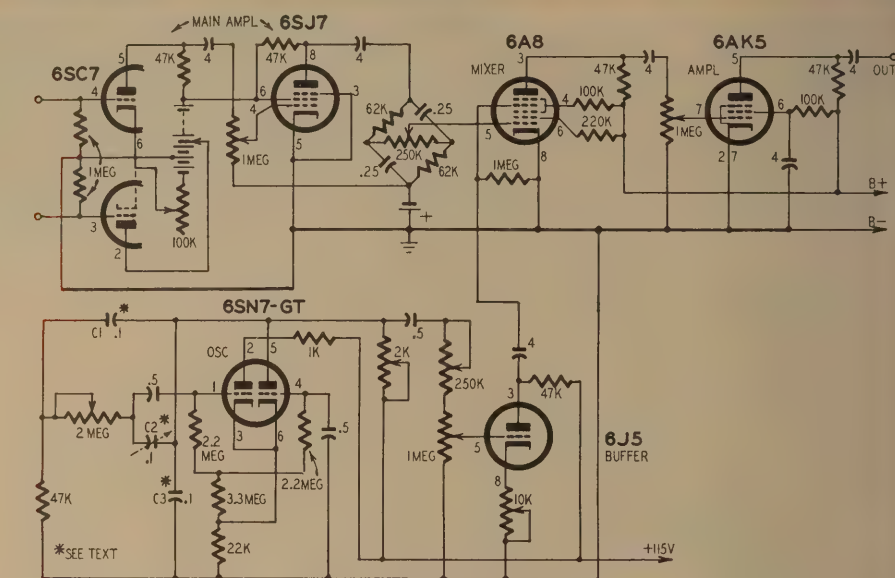 MAIN AMPL
6SC7
6SJ7
6A8
6AK5
5
47K
4
47K
8
4
MIXER
3
47K
4
AMPL
5
47K
4
OUT
4
6
4
3
62K
.25
4
100K
7
6
100K
5
6
220K
1MEG
6
1MEG
250K
5
1MEG
8
2
7
4
.25
62K
1MEG
B+
3
100K
+
B-
2
6SN7-GT
*
C1
.1
OSC
2
5
1K
.5
2K
250K
4
.5
1
4
3
47K
2 MEG
C2
*
.1
2.2
MEG
3
6
.5
1MEG
5
6J5
BUFFER
2.2MEG
*
C3
.1
3.3MEG
8
10K
47K
22K
*SEE TEXT
+115V